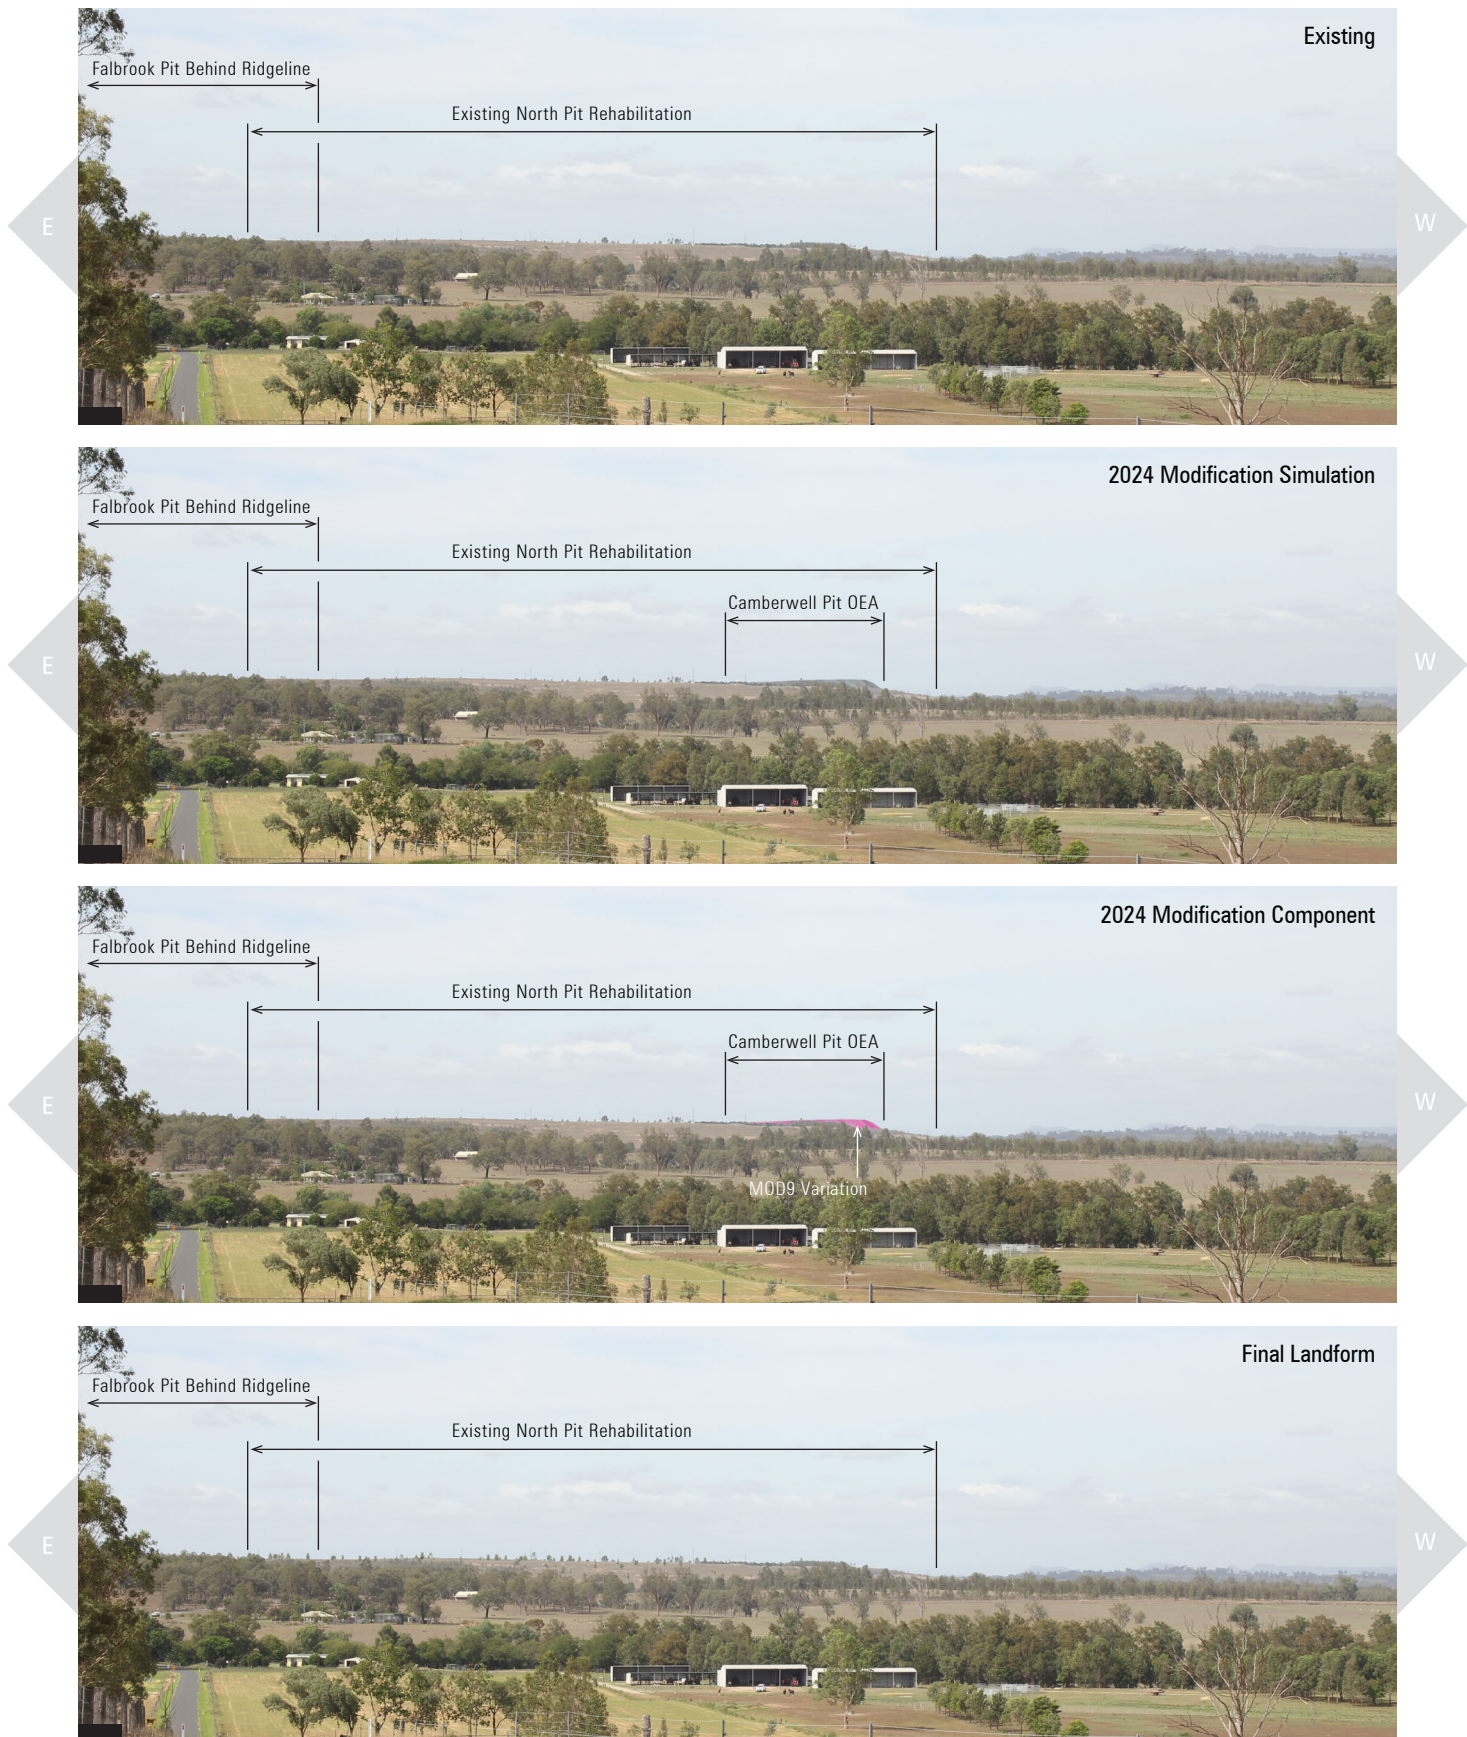 Existing
Falbrook Pit Behind Ridgeline
Existing North Pit Rehabilitation
E
W
2024 Modification Simulation
Falbrook Pit Behind Ridgeline
Existing North Pit Rehabilitation
Camberwell Pit OEA
E
W
2024 Modification Component
Falbrook Pit Behind Ridgeline
Existing North Pit Rehabilitation
Camberwell Pit OEA
E
W
MOD9 Variation
Final Landform
Falbrook Pit Behind Ridgeline
Existing North Pit Rehabilitation
E
W